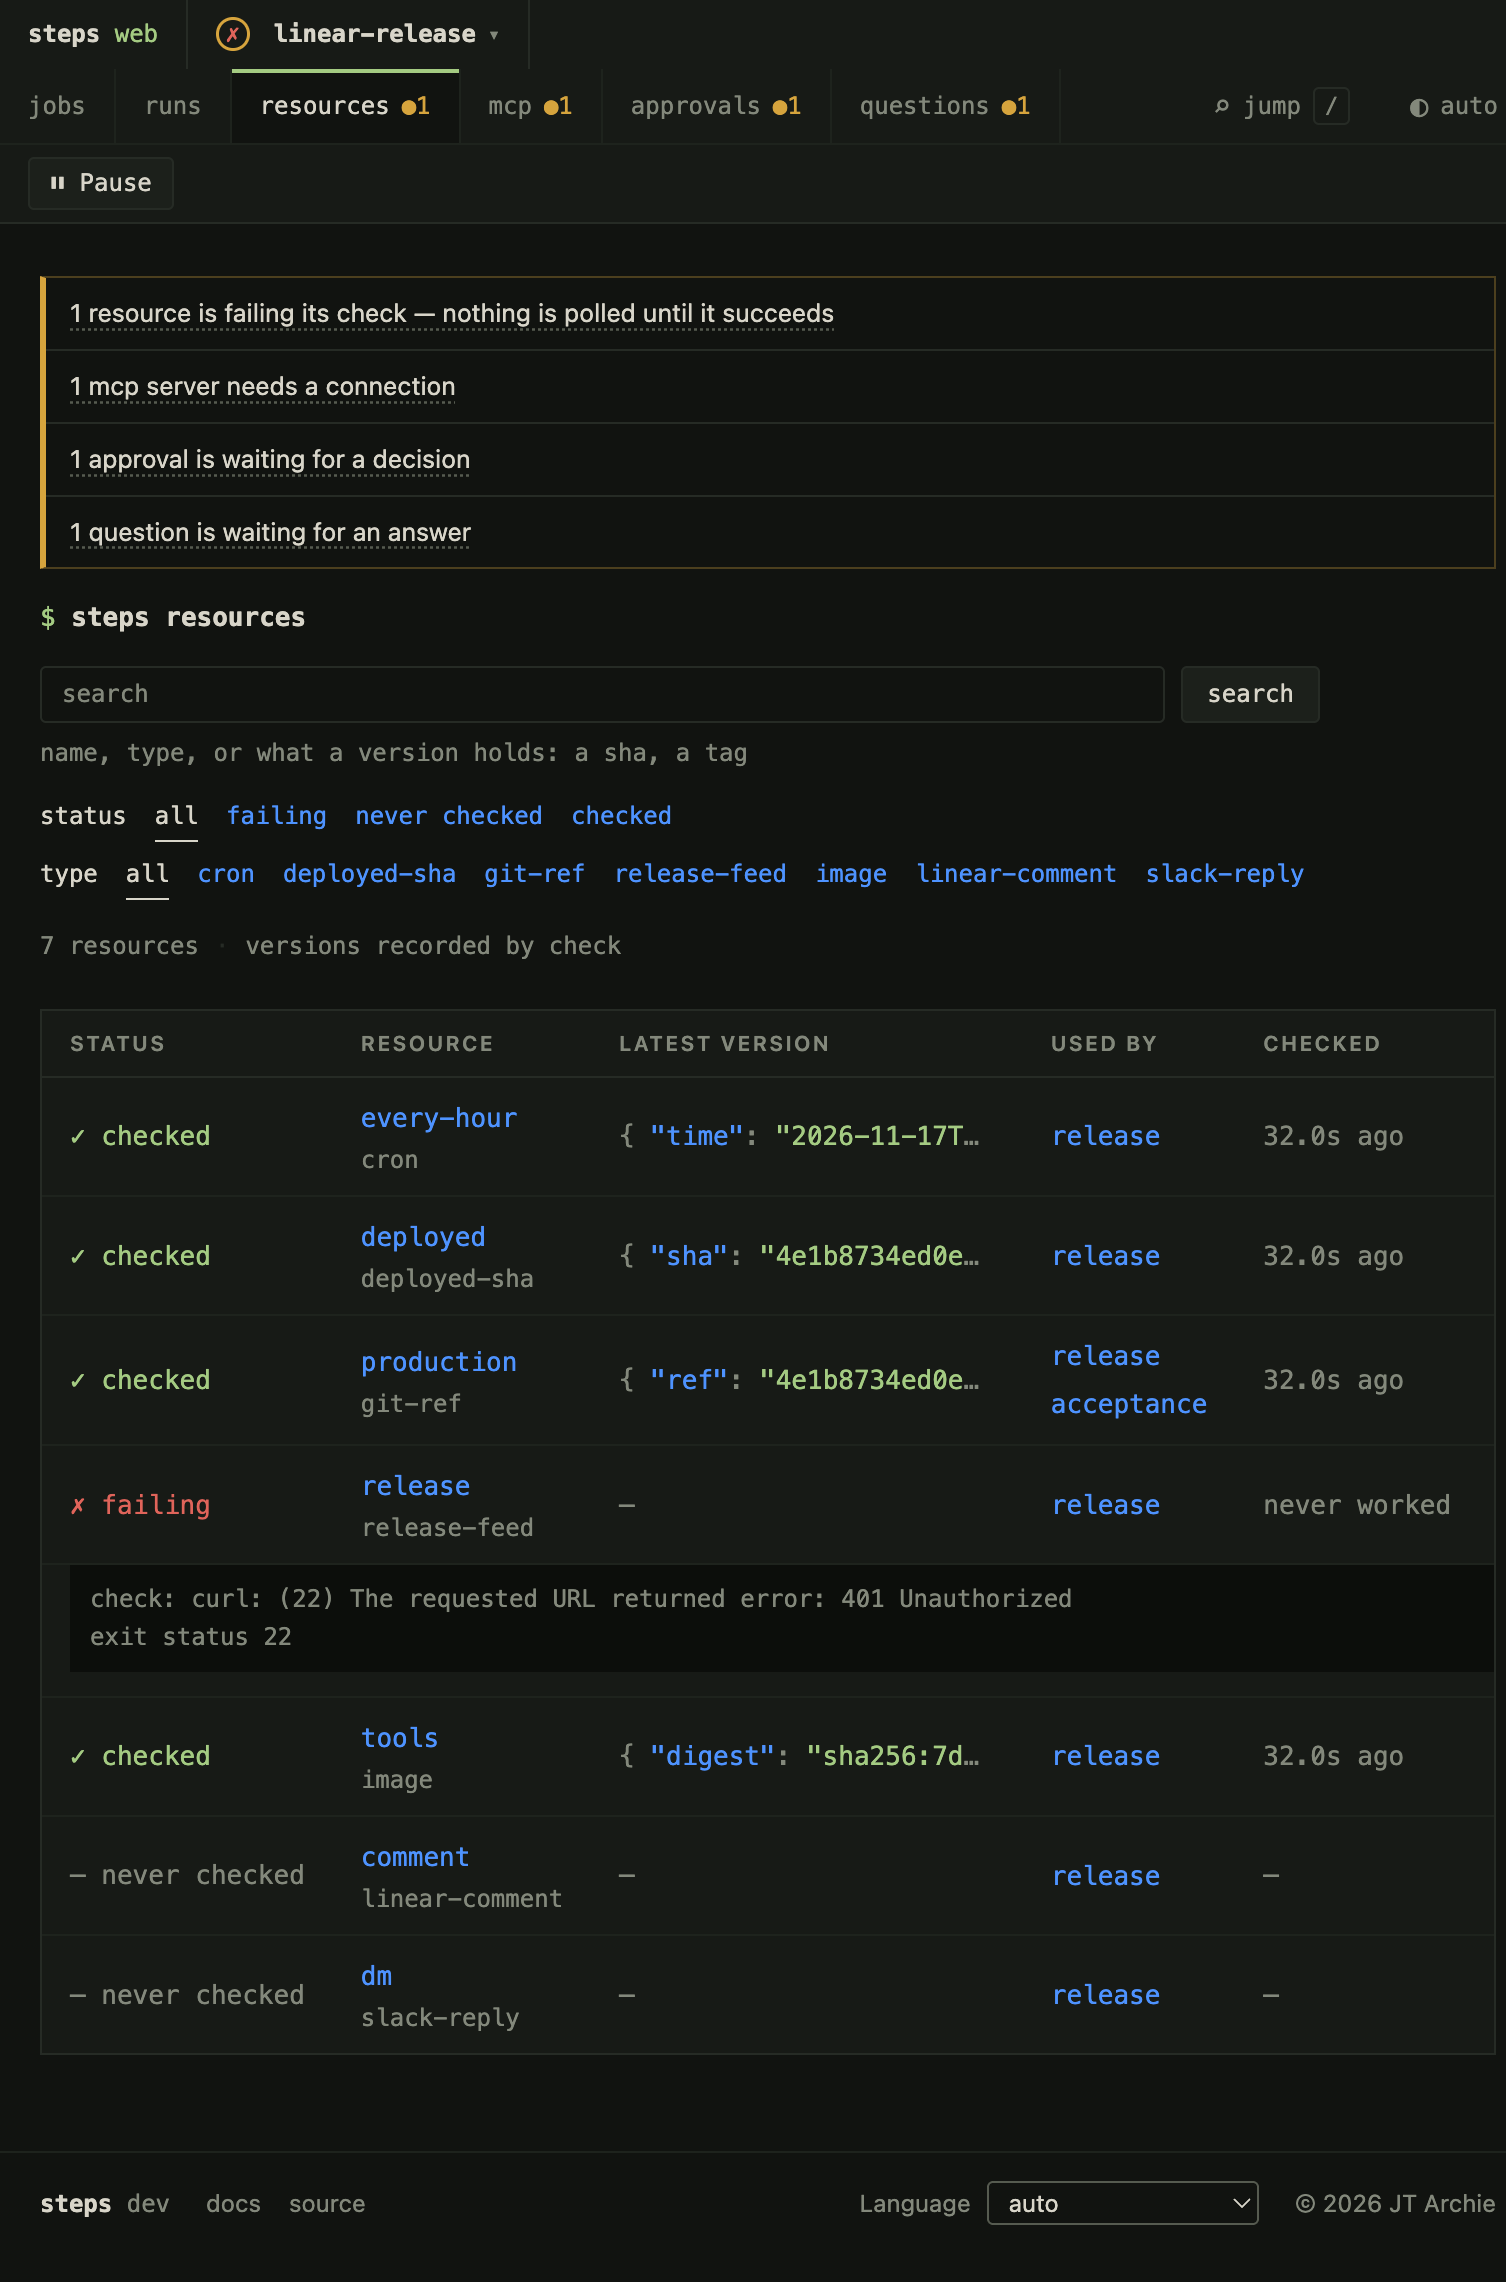 steps web ✗ linear-release ▾
jobs runs resources ●1 mcp ●1 approvals ●1 questions ●1 jump / auto
Pause
1 resource is failing its check — nothing is polled until it succeeds
1 mcp server needs a connection
1 approval is waiting for a decision
1 question is waiting for an answer
$ steps resources
search search
name, type, or what a version holds: a sha, a tag
status all failing never checked checked
type all cron deployed-sha git-ref release-feed image linear-comment slack-reply
7 resources · versions recorded by check
STATUS RESOURCE LATEST VERSION USED BY CHECKED
✓ checked every-hour { "time": "2026-11-17T… release 32.0s ago
cron
✓ checked deployed { "sha": "4e1b8734ed0e… release 32.0s ago
deployed-sha
✓ checked production { "ref": "4e1b8734ed0e… release 32.0s ago
git-ref acceptance
✗ failing release — release never worked
release-feed
check: curl: (22) The requested URL returned error: 401 Unauthorized
exit status 22
✓ checked tools { "digest": "sha256:7d… release 32.0s ago
image
— never checked comment — release —
linear-comment
— never checked dm — release —
slack-reply
steps dev docs source Language auto © 2026 JT Archie